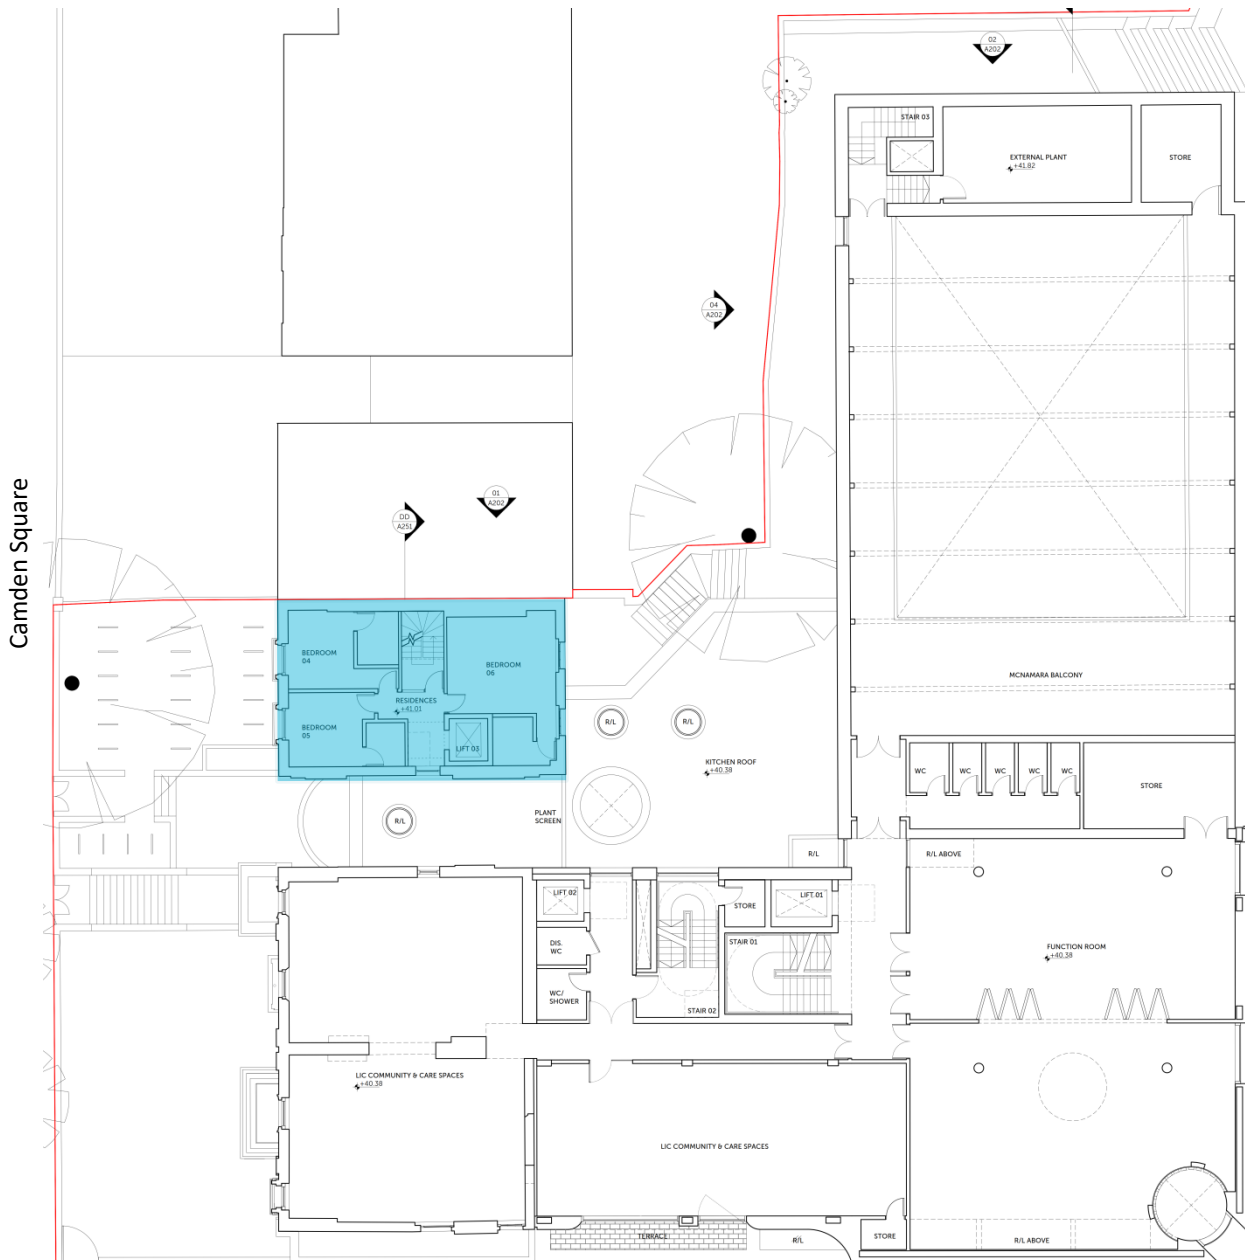 02
A202
STAIR 03
EXTERNAL PLANT
+41.82
STORE
04
A202
Camden Square
01
A202
DD
A251
BEDROOM
04
BEDROOM
06
RESIDENCES
+41.01
BEDROOM
05
LIFT 03
MCNAMARA BALCONY
R/L
R/L
KITCHEN ROOF
+40.38
WC
WC
WC
WC
WC
STORE
PLANT
SCREEN
R/L
R/L
R/L ABOVE
LIFT 02
STORE
LIFT 01
DIS.
WC
STAIR 01
FUNCTION ROOM
+40.38
WC/
SHOWER
STAIR 02
LIC COMMUNITY & CARE SPACES
+40.38
LIC COMMUNITY & CARE SPACES
TERRACE
R/L
STORE
R/L ABOVE